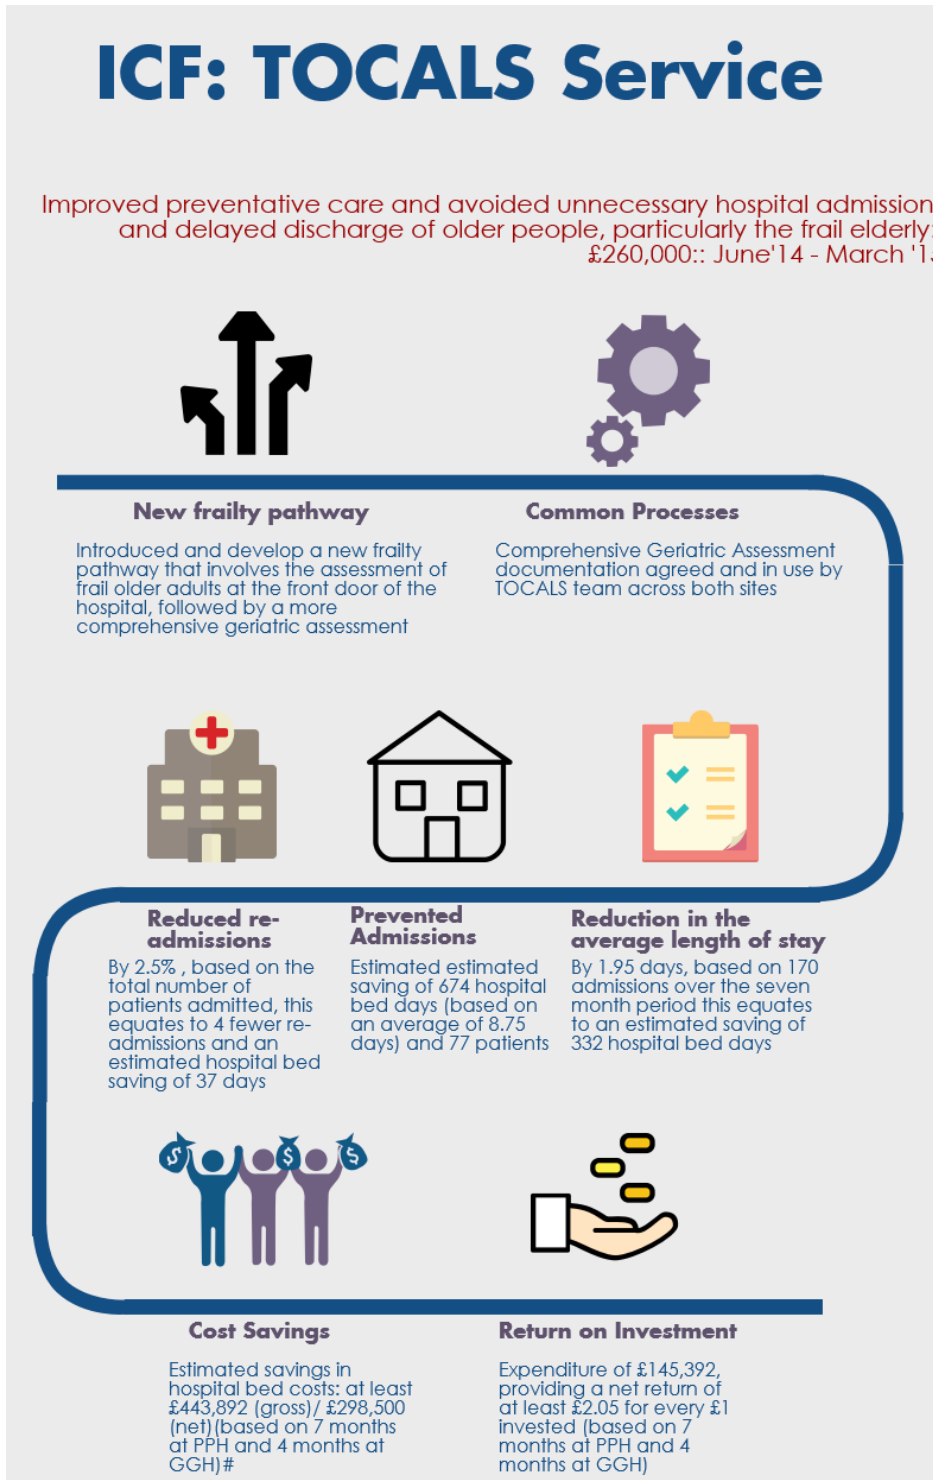 ICF: TOCALS Service
Improved preventative care and avoided unnecessary hospital admission
and delayed discharge of older people, particularly the frail elderly:
£260,000:: June'14 - March '1
New frailty pathway
Introduced and develop a new frailty
pathway that involves the assessment of
frail older adults at the front door of the
hospital, followed by a more
comprehensive geriatric assessment
Common Processes
Comprehensive Geriatric Assessment
documentation agreed and in use by
TOCALS team across both sites
Reduced re-
admissions
By 2.5% , based on the
total number of
patients admitted, this
equates to 4 fewer re-
admissions and an
estimated hospital bed
saving of 37 days
Prevented
Admissions
Estimated estimated
saving of 674 hospital
bed days (based on
an average of 8.75
days) and 77 patients
Reduction in the
average length of stay
By 1.95 days, based on 170
admissions over the seven
month period this equates
to an estimated saving of
332 hospital bed days
$ $ $
Cost Savings
Estimated savings in
hospital bed costs: at least
£443,892 (gross)/ £298,500
(net)(based on 7 months
at PPH and 4 months at
GGH)#
Return on Investment
Expenditure of £145,392,
providing a net return of
at least £2.05 for every £1
invested (based on 7
months at PPH and 4
months at GGH)